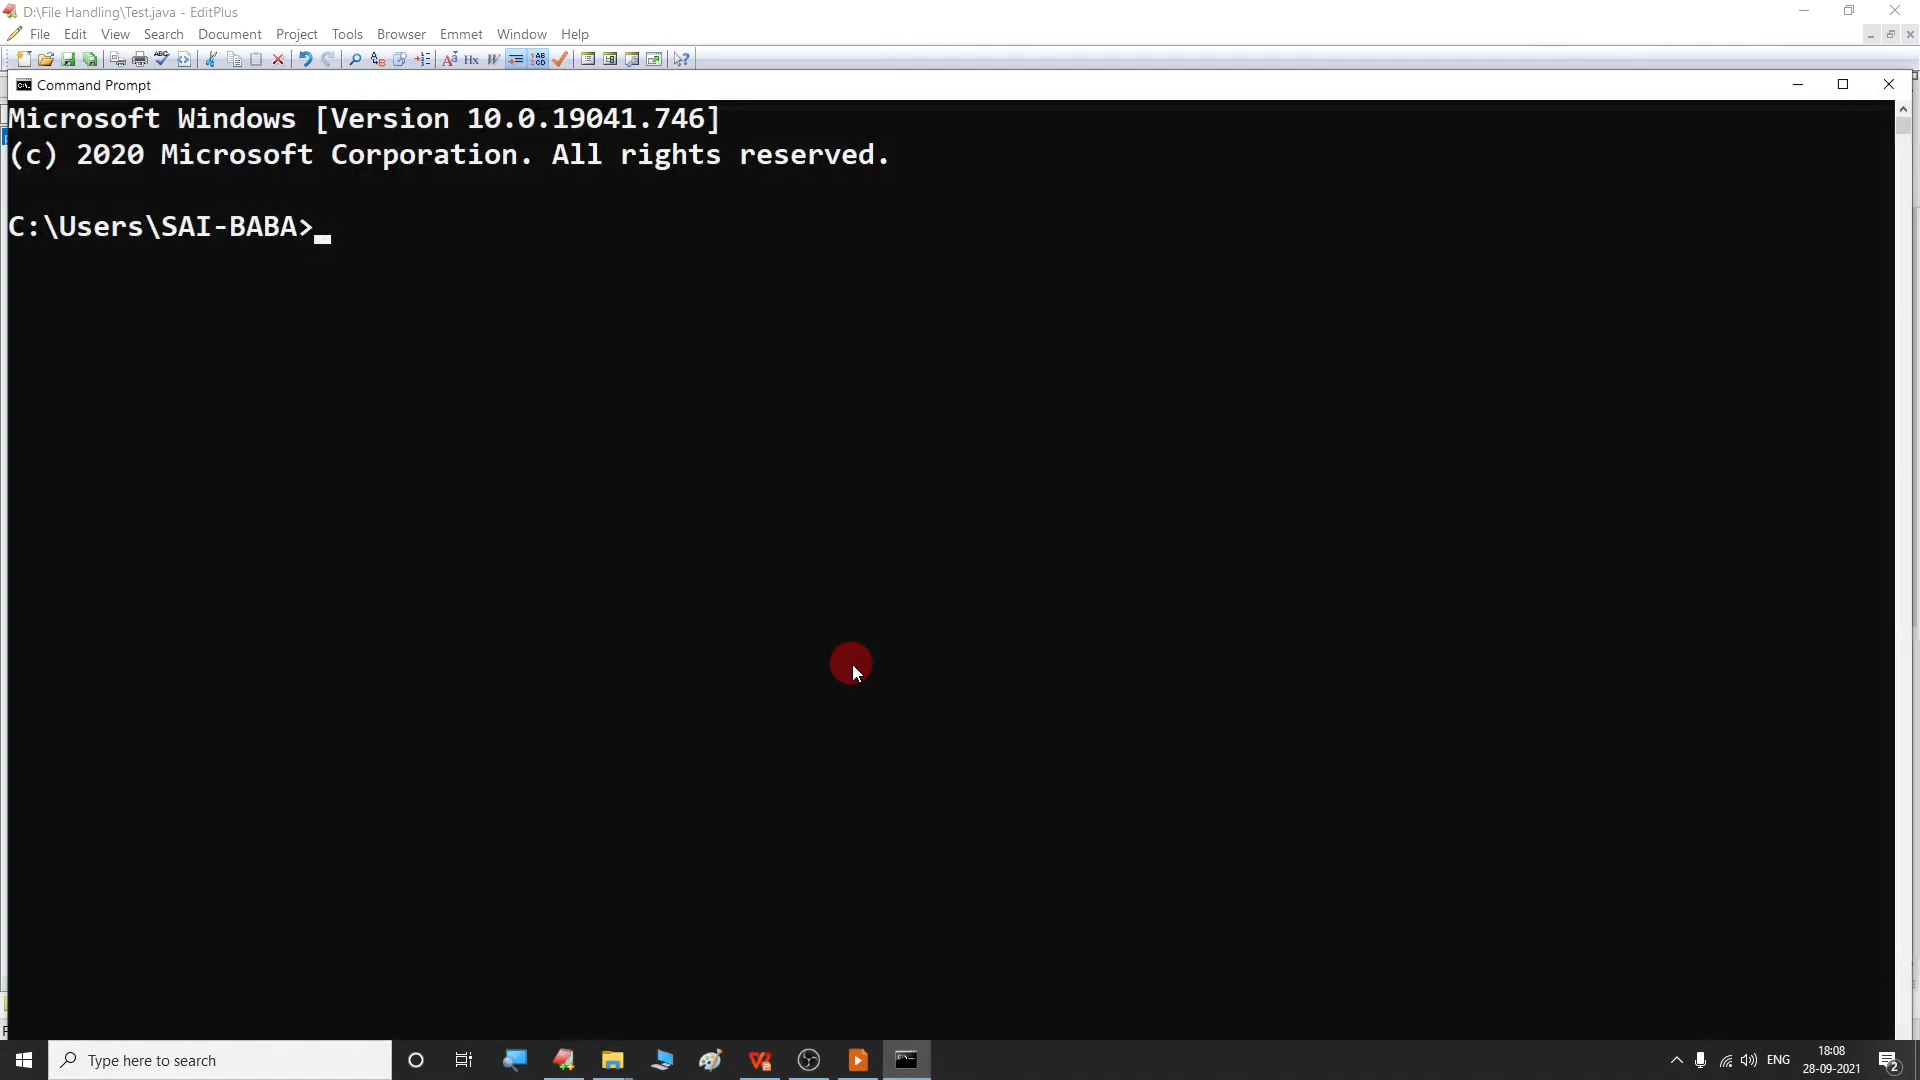 D:\File Handling\Test.java - EditPlus
File Edit View Search Document Project Tools Browser Emmet Window Help
Command Prompt
Microsoft Windows [Version 10.0.19041.746]
(c) 2020 Microsoft Corporation. All rights reserved.
C:\Users\SAI-BABA>
Type here to search
ENG
18:08
28-09-2021
2